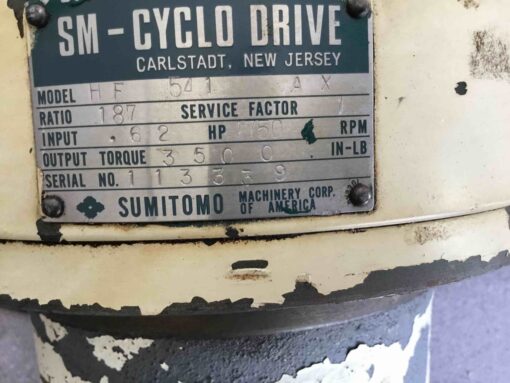 SM - CYCLO DRIVE
CARLSTADT, NEW JERSEY
MODEL HF 541 AX
RATIO 187 SERVICE FACTOR 1
INPUT .62 HP 1750 RPM
OUTPUT TORQUE 3500 IN-LB
SERIAL NO. 113339
SUMITOMO MACHINERY CORP. OF AMERICA